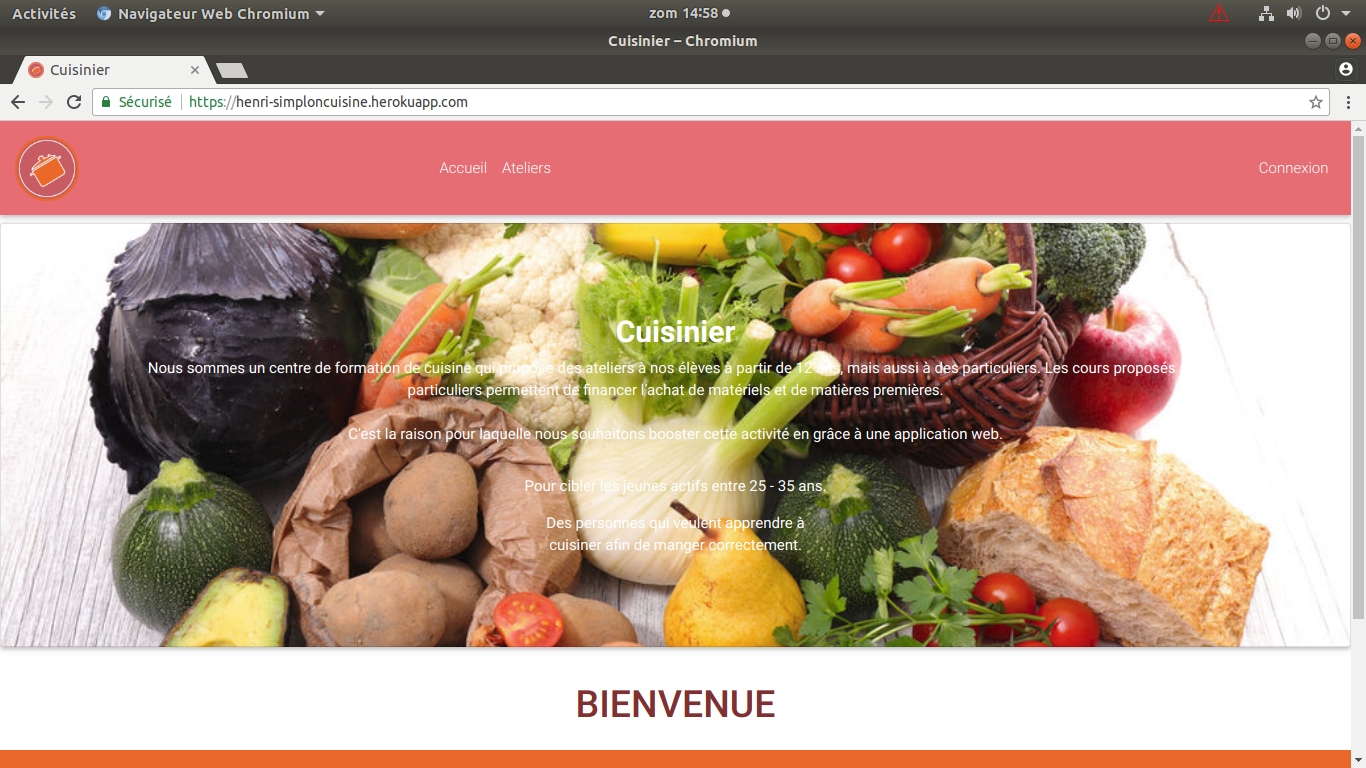 Activités
Navigateur Web Chromium
zom 14:58
Cuisinier – Chromium
Cuisinier
Sécurisé
https://henri-simploncuisine.herokuapp.com
Accueil
Ateliers
Connexion
Cuisinier
Nous sommes un centre de formation de cuisine qui propose des ateliers à nos élèves à partir de 12 ans, mais aussi à des particuliers. Les cours proposés
particuliers permettent de financer l'achat de matériels et de matières premières.
C'est la raison pour laquelle nous souhaitons booster cette activité en grâce à une application web.
Pour cibler les jeunes actifs entre 25 - 35 ans.
Des personnes qui veulent apprendre à
cuisiner afin de manger correctement.
BIENVENUE